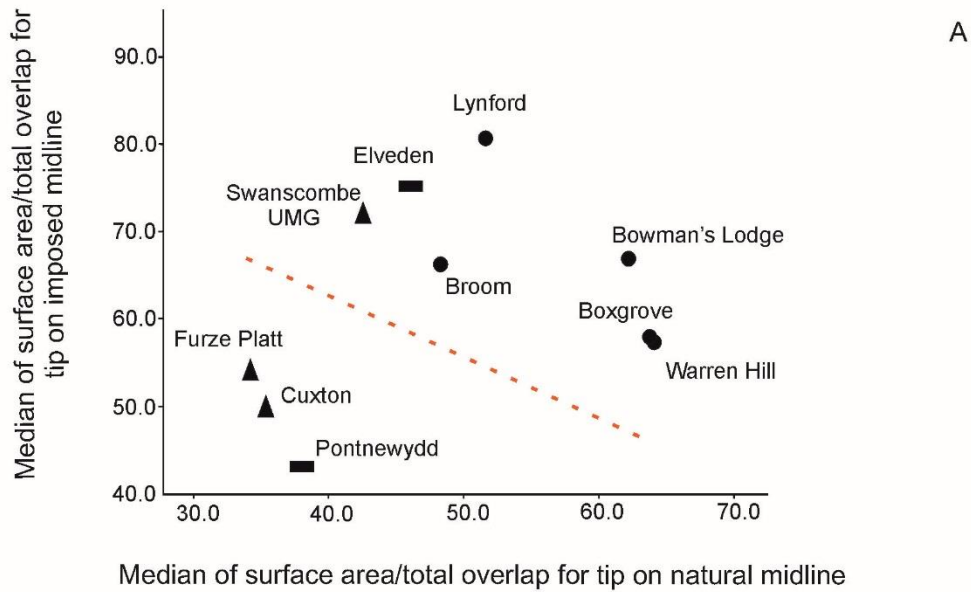 A
Median of surface area/total overlap for
tip on imposed midline
90.0
80.0
70.0
60.0
50.0
40.0
Lynford
Elveden
Swanscombe
UMG
Bowman's Lodge
Broom
Boxgrove
Furze Platt
Warren Hill
Cuxton
Pontnewydd
30.0
40.0
50.0
60.0
70.0
Median of surface area/total overlap for tip on natural midline